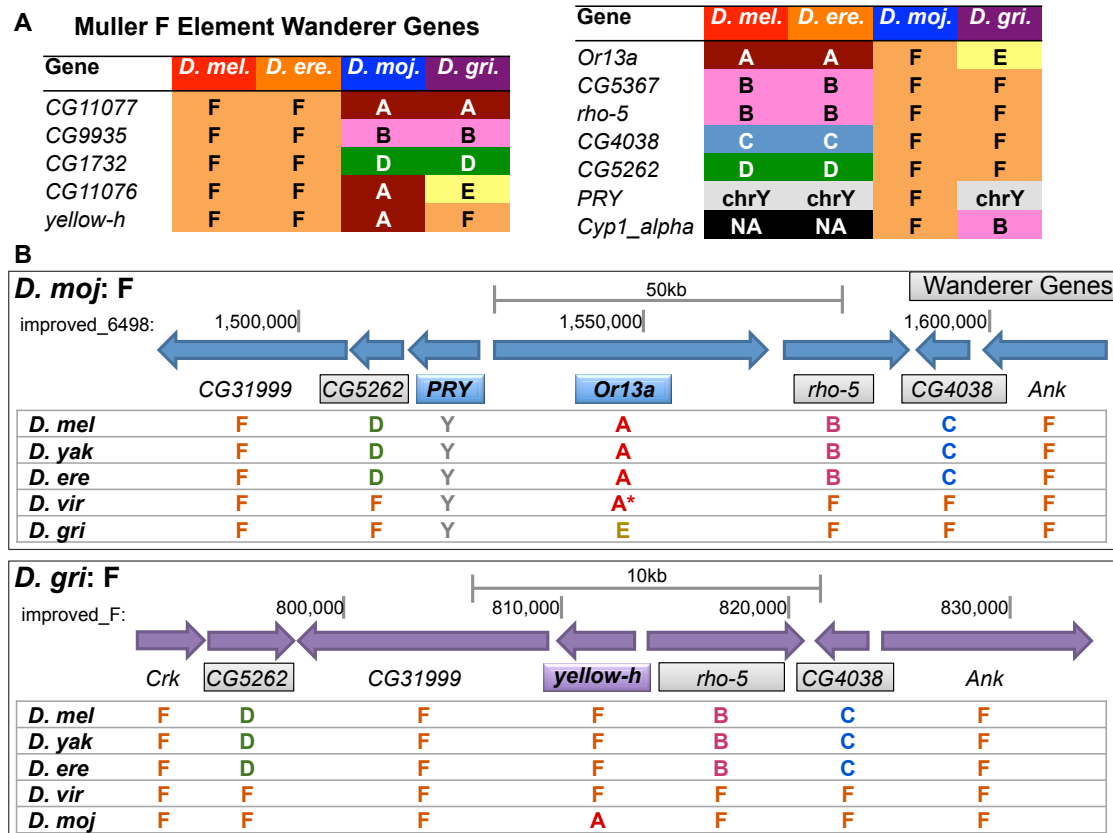 A
Muller F Element Wanderer Genes
Gene D. mel. D. ere. D. moj. D. gri.
CG11077 F F A A
CG9935 F F B B
CG1732 F F D D
CG11076 F F A E
yellow-h F F A F
Gene D. mel. D. ere. D. moj. D. gri.
Or13a A A F E
CG5367 B B F F
rho-5 B B F F
CG4038 C C F F
CG5262 D D F F
PRY chrY chrY F chrY
Cyp1_alpha NA NA F B
B
D. moj: F
50kb
Wanderer Genes
improved_6498: 1,500,000 1,550,000 1,600,000
CG31999 CG5262 PRY Or13a rho-5 CG4038 Ank
D. mel F D Y A B C F
D. yak F D Y A B C F
D. ere F D Y A B C F
D. vir F F Y A* F F F
D. gri F F Y E F F F
D. gri: F
10kb
improved_F: 800,000 810,000 820,000 830,000
Crk CG5262 CG31999 yellow-h rho-5 CG4038 Ank
D. mel F D F F B C F
D. yak F D F F B C F
D. ere F D F F B C F
D. vir F F F F F F F
D. moj F F F A F F F